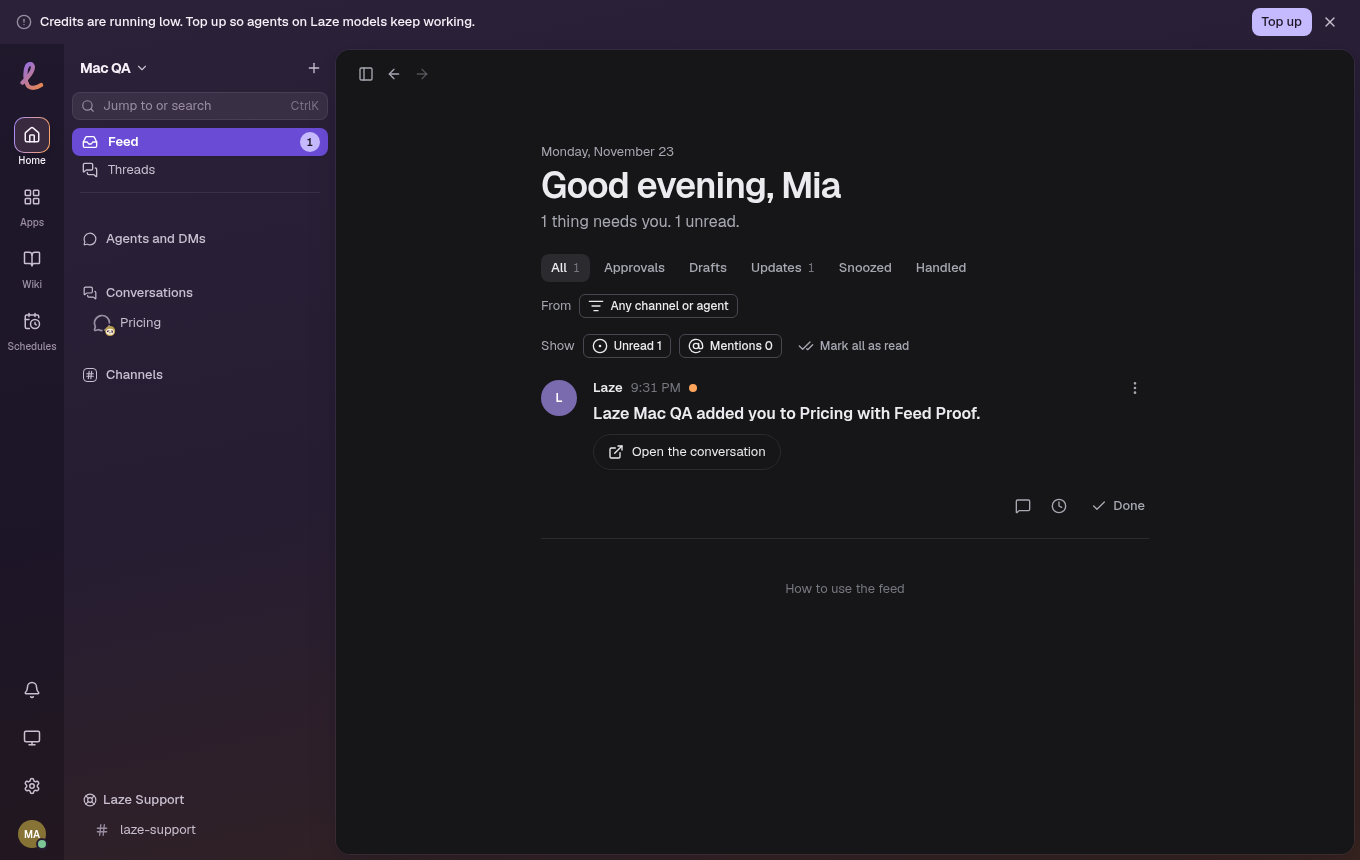 Credits are running low. Top up so agents on Laze models keep working.
Top up
Mac QA
Jump to or search
CtrlK
Feed
1
Threads
Agents and DMs
Conversations
Pricing
Channels
Laze Support
laze-support
Home
Apps
Wiki
Schedules
MA
Monday, November 23
Good evening, Mia
1 thing needs you. 1 unread.
All 1
Approvals
Drafts
Updates 1
Snoozed
Handled
From
Any channel or agent
Show
Unread 1
Mentions 0
Mark all as read
L
Laze 9:31 PM
Laze Mac QA added you to Pricing with Feed Proof.
Open the conversation
Done
How to use the feed